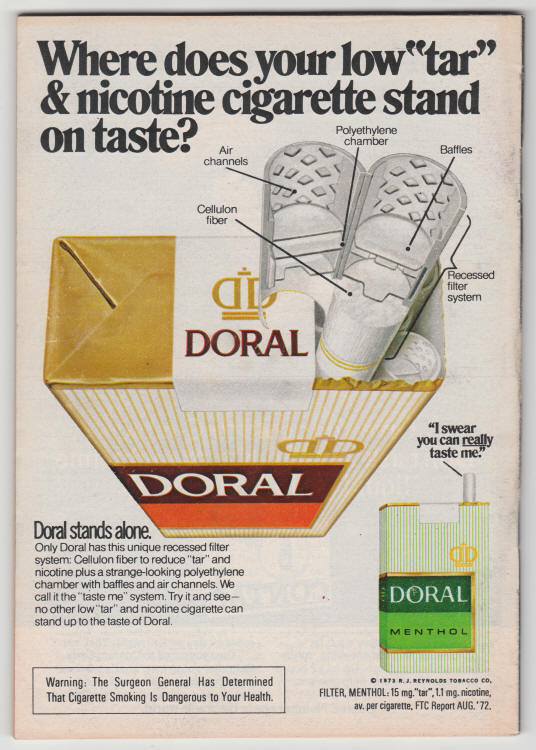 Where does your low "tar"
& nicotine cigarette stand
on taste?
Polyethylene
chamber
Air
channels
Baffles
Cellulon
fiber
Recessed
filter
system
DORAL
DORAL
"I swear
you can really
taste me."
Doral stands alone.
Only Doral has this unique recessed filter
system: Cellulon fiber to reduce "tar" and
nicotine plus a strange-looking polyethylene
chamber with baffles and air channels. We
call it the "taste me" system. Try it and see—
no other low "tar" and nicotine cigarette can
stand up to the taste of Doral.
DORAL
MENTHOL
Warning: The Surgeon General Has Determined
That Cigarette Smoking Is Dangerous to Your Health.
© 1973 R. J. REYNOLDS TOBACCO CO.
FILTER, MENTHOL: 15 mg. "tar", 1.1 mg. nicotine,
av. per cigarette, FTC Report AUG. '72.